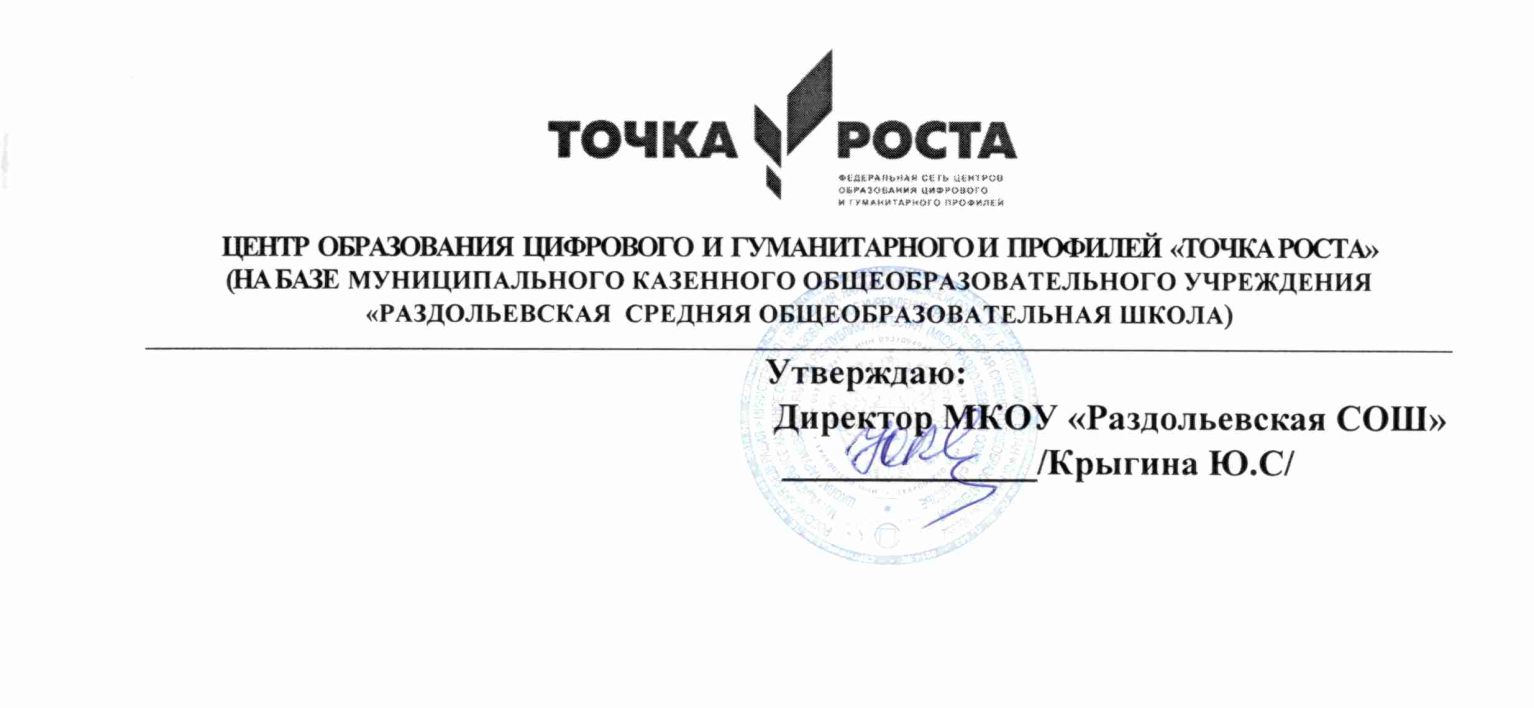 ТОЧКА РОСТА
ФЕДЕРАЛЬНАЯ СЕТЬ ЦЕНТРОВ
ОБРАЗОВАНИЯ ЦИФРОВОГО
И ГУМАНИТАРНОГО ПРОФИЛЕЙ
ЦЕНТР ОБРАЗОВАНИЯ ЦИФРОВОГО И ГУМАНИТАРНОГО И ПРОФИЛЕЙ «ТОЧКА РОСТА»
(НА БАЗЕ МУНИЦИПАЛЬНОГО КАЗЕННОГО ОБЩЕОБРАЗОВАТЕЛЬНОГО УЧРЕЖДЕНИЯ
«РАЗДОЛЬЕВСКАЯ СРЕДНЯЯ ОБЩЕОБРАЗОВАТЕЛЬНАЯ ШКОЛА)
Утверждаю:
Директор МКОУ «Раздольевская СОШ»
/Крыгина Ю.С/